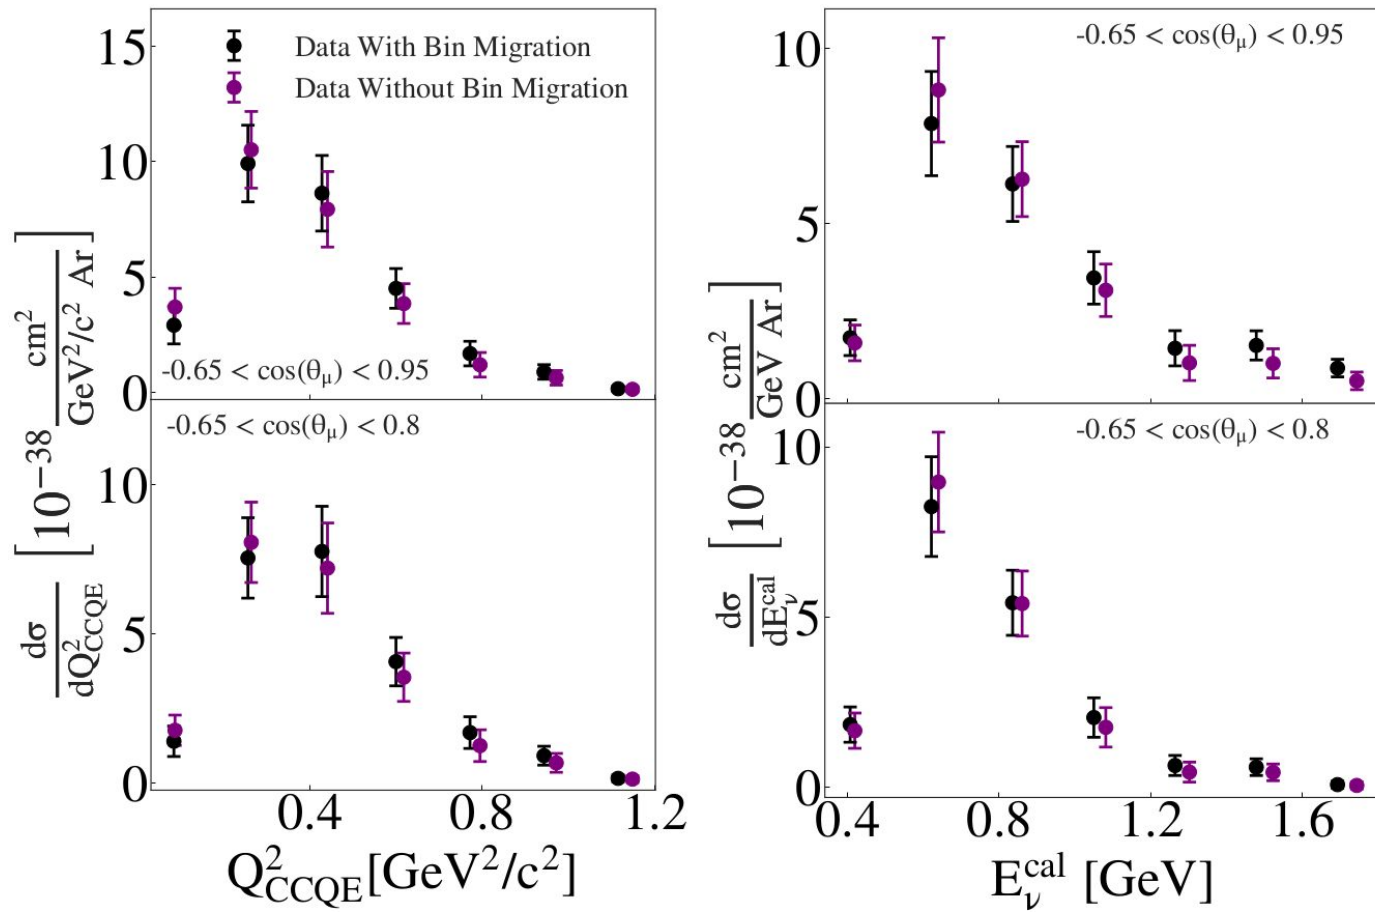 15
10
5
0
Data With Bin Migration
Data Without Bin Migration
-0.65 < cos(θμ) < 0.95
-0.65 < cos(θμ) < 0.8
10
5
0
0.4 0.8 1.2
Q²CCQE[GeV²/c²]
dσ/dQ²CCQE [10⁻³⁸ cm²/GeV²/c² Ar]
10
5
0
-0.65 < cos(θμ) < 0.95
-0.65 < cos(θμ) < 0.8
10
5
0
0.4 0.8 1.2 1.6
Eνcal [GeV]
dσ/dEνcal [10⁻³⁸ cm²/GeV Ar]